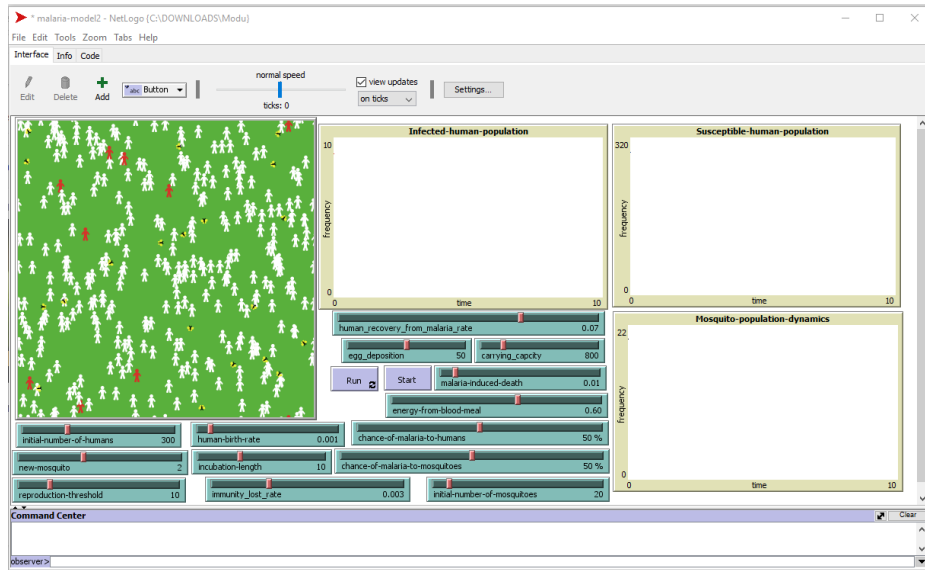 * malaria-model2 - NetLogo {C:\DOWNLOADS\Modu}
File Edit Tools Zoom Tabs Help
Interface Info Code
Edit Delete Add abc Button normal speed view updates Settings...
ticks: 0 on ticks
Infected-human-population
10
frequency
0
0 time 10
Susceptible-human-population
320
frequency
0
0 time 10
human_recovery_from_malaria_rate 0.07
egg_deposition 50 carrying_capcity 800
Run Start malaria-induced-death 0.01
energy-from-blood-meal 0.60
Mosquito-population-dynamics
22
frequency
0
0 time 10
initial-number-of-humans 300 human-birth-rate 0.001 chance-of-malaria-to-humans 50 %
new-mosquito 2 incubation-length 10 chance-of-malaria-to-mosquitoes 50 %
reproduction-threshold 10 immunity_lost_rate 0.003 initial-number-of-mosquitoes 20
Command Center Clear
observer>